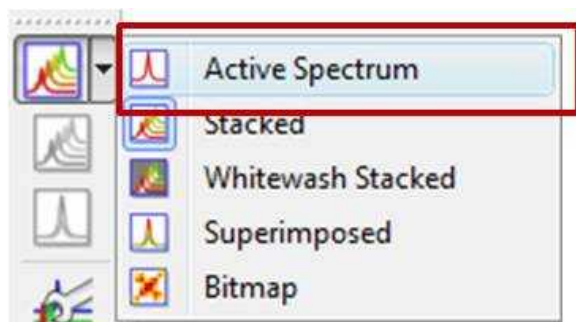 Active Spectrum
Stacked
Whitewash Stacked
Superimposed
Bitmap